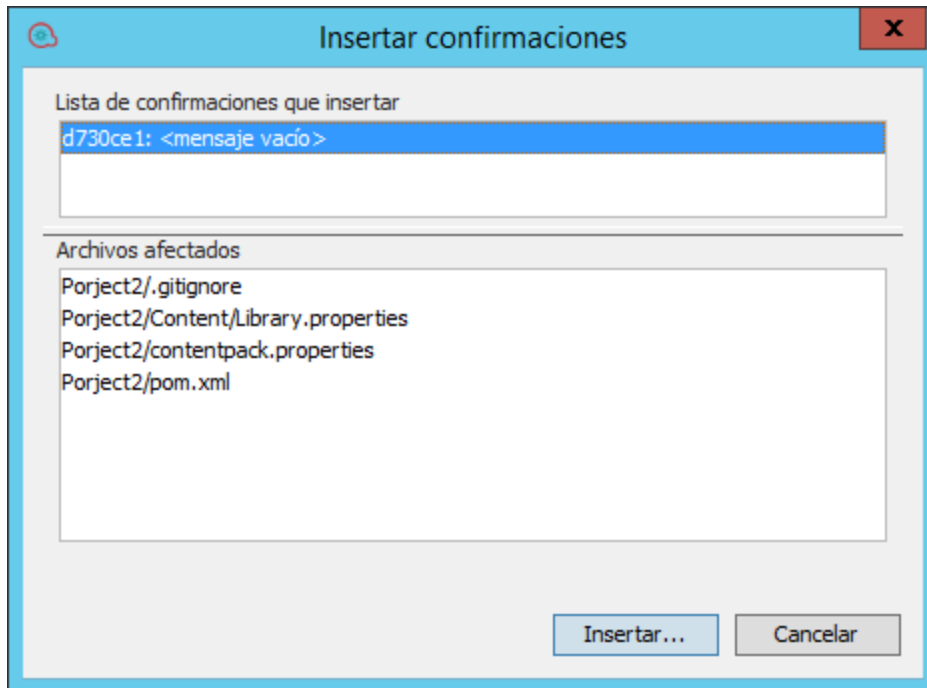 Insertar confirmaciones
x
Lista de confirmaciones que insertar
d730ce1: <mensaje vacío>
Archivos afectados
Porject2/.gitignore
Porject2/Content/Library.properties
Porject2/contentpack.properties
Porject2/pom.xml
Insertar...
Cancelar